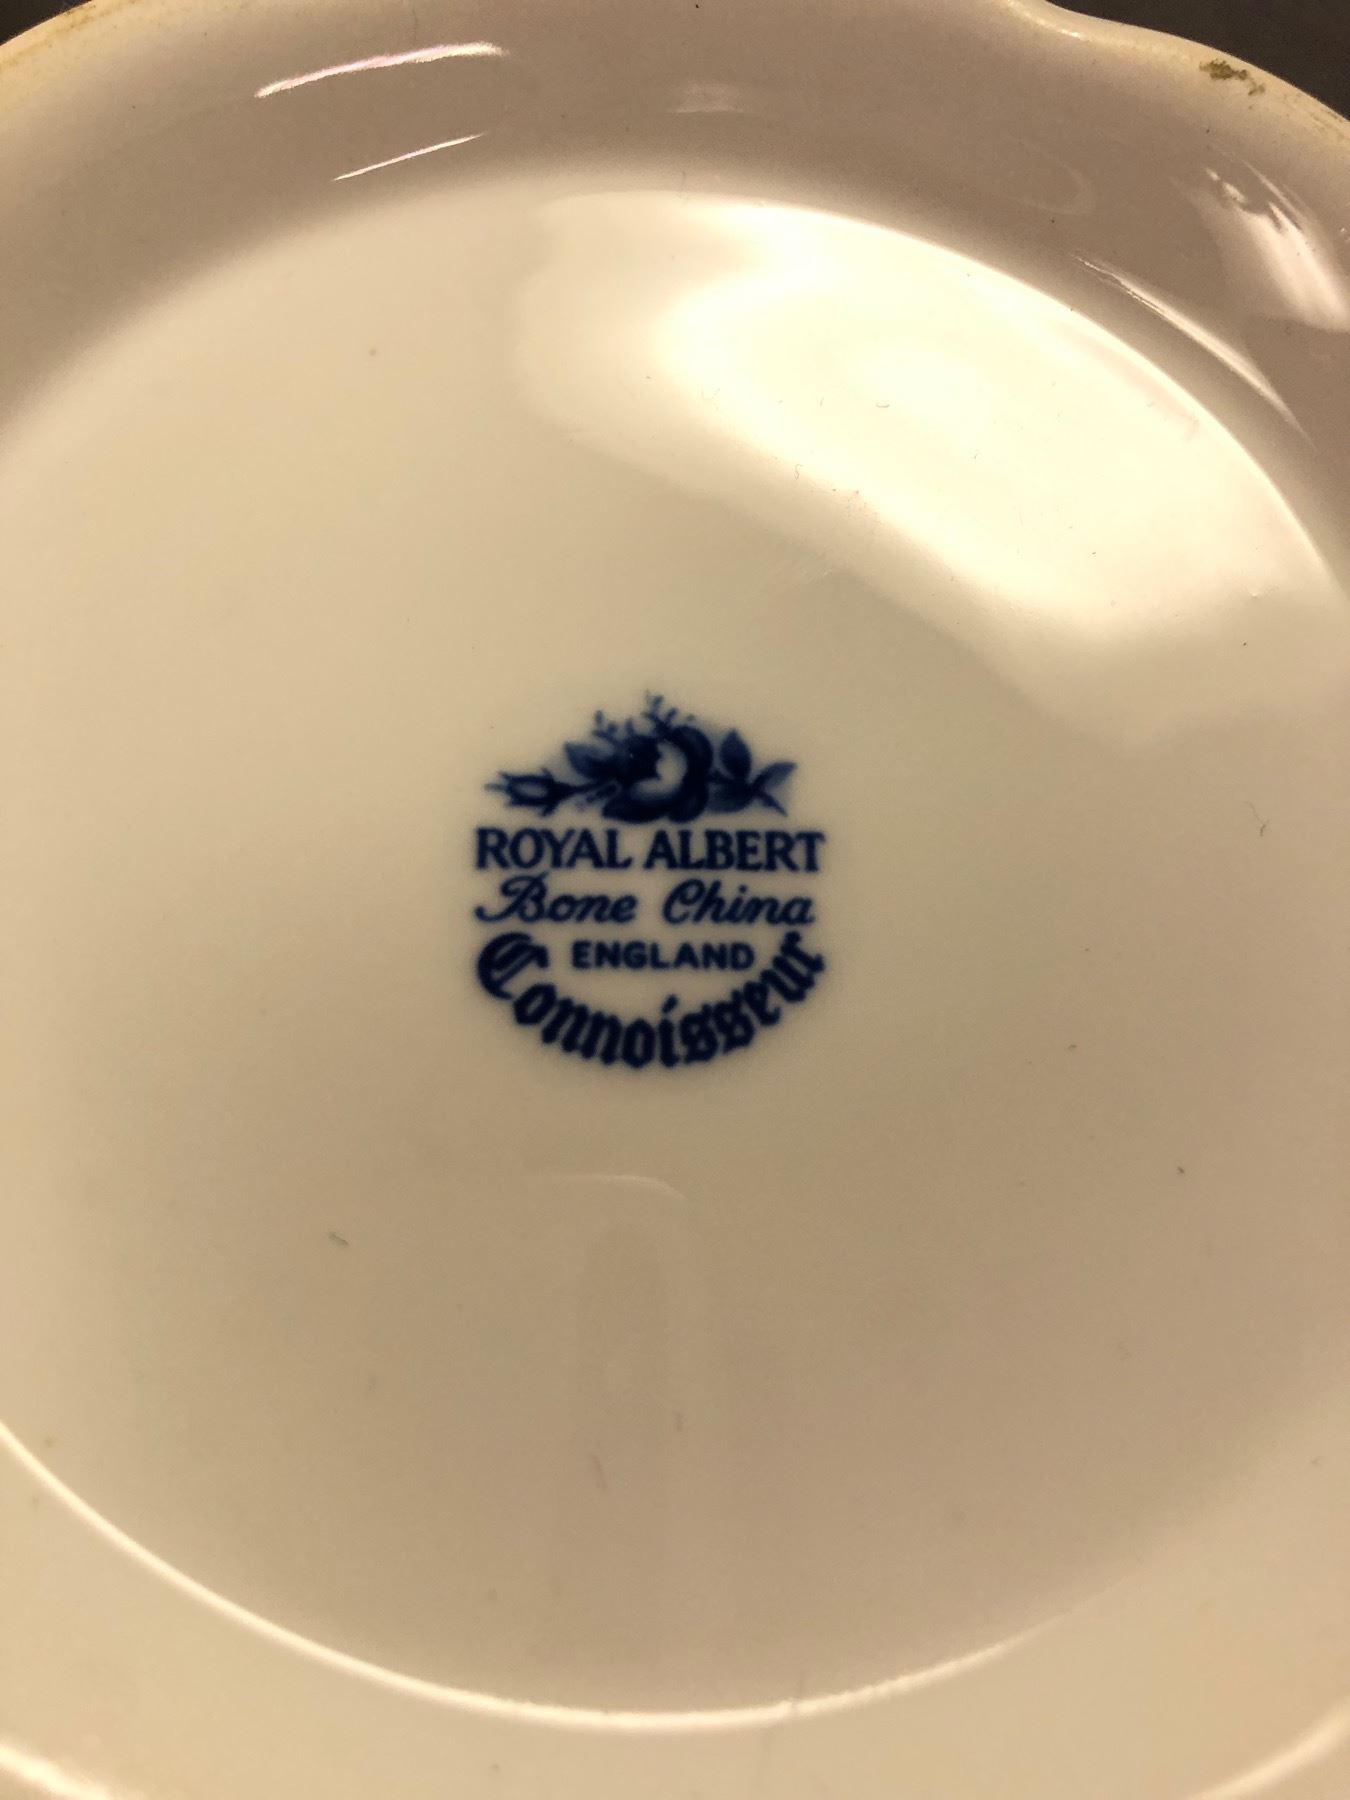 ROYAL ALBERT
Bone China
ENGLAND
Connoisseur